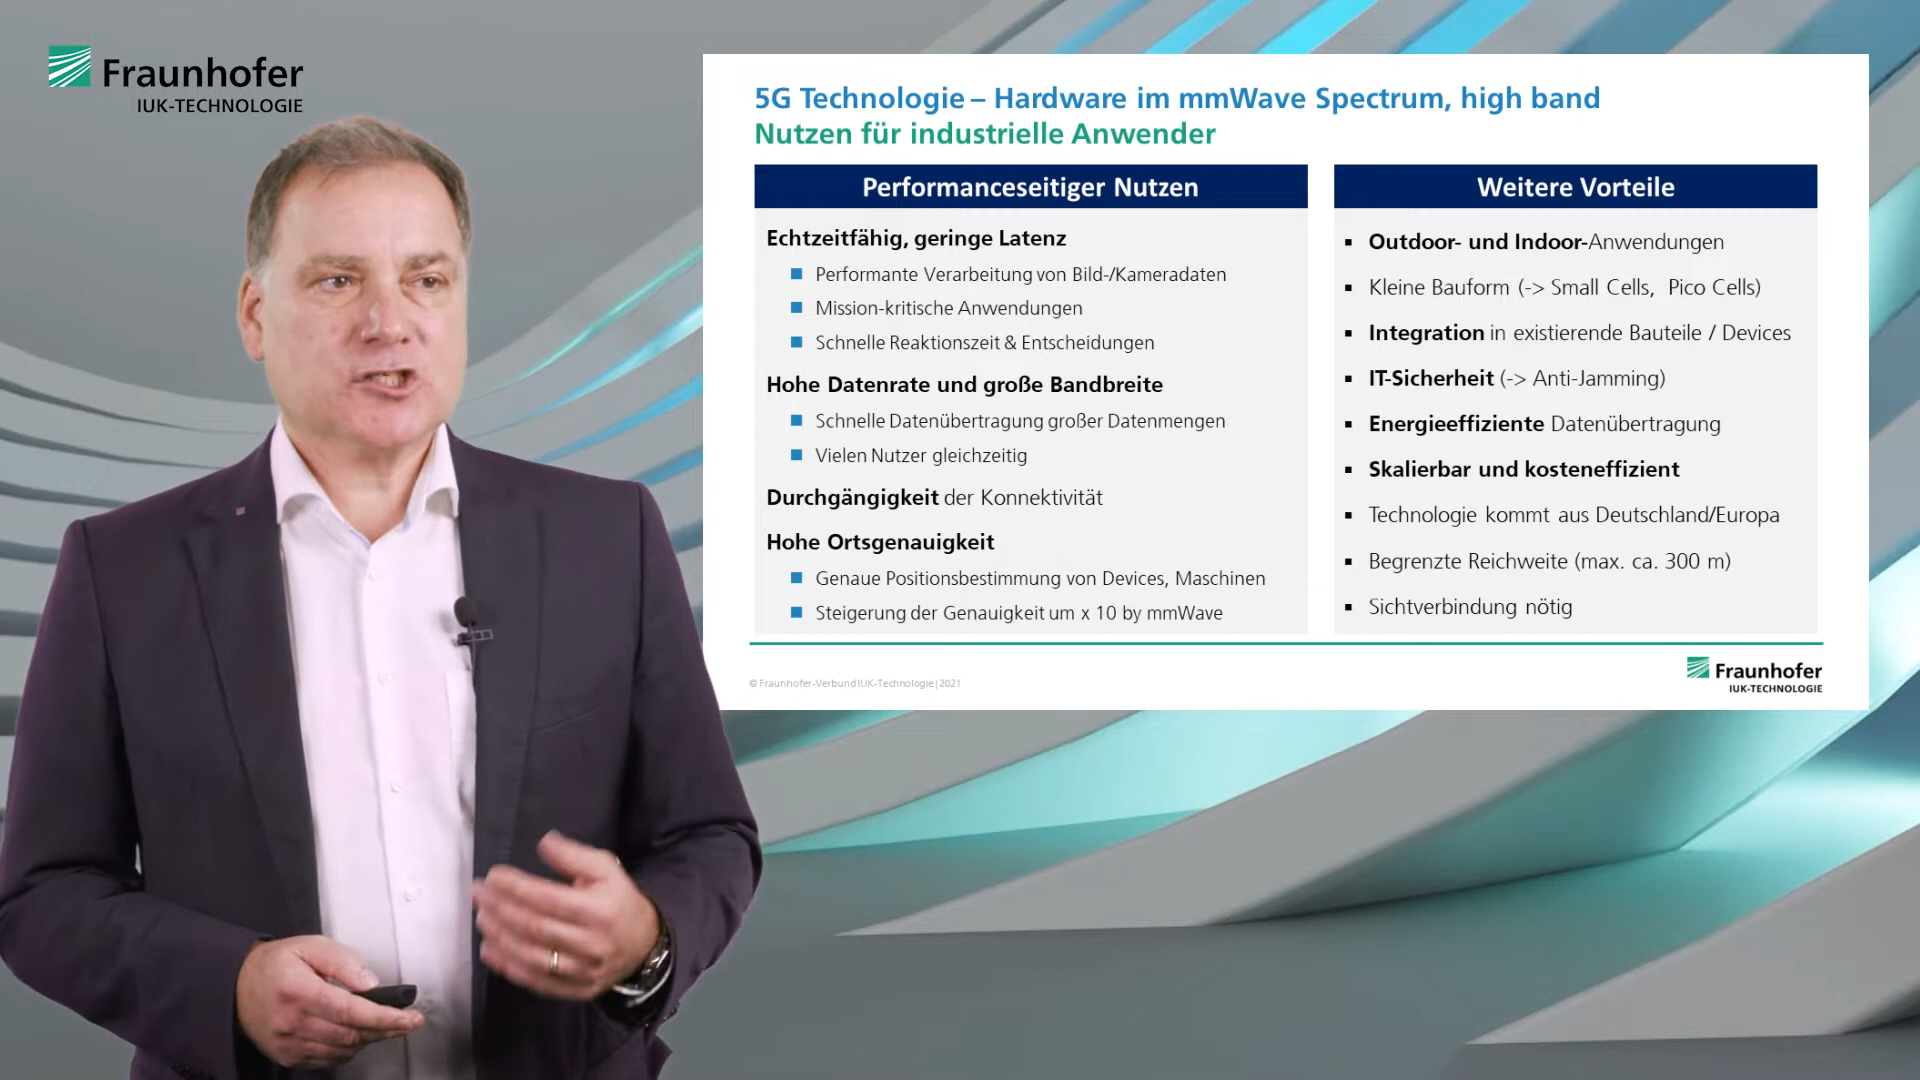 Fraunhofer
IUK-TECHNOLOGIE
5G Technologie – Hardware im mmWave Spectrum, high band
Nutzen für industrielle Anwender
Performanceseitiger Nutzen
Echtzeitfähig, geringe Latenz
Performante Verarbeitung von Bild-/Kameradaten
Mission-kritische Anwendungen
Schnelle Reaktionszeit & Entscheidungen
Hohe Datenrate und große Bandbreite
Schnelle Datenübertragung großer Datenmengen
Vielen Nutzer gleichzeitig
Durchgängigkeit der Konnektivität
Hohe Ortsgenauigkeit
Genaue Positionsbestimmung von Devices, Maschinen
Steigerung der Genauigkeit um x 10 by mmWave
Weitere Vorteile
Outdoor- und Indoor-Anwendungen
Kleine Bauform (-> Small Cells, Pico Cells)
Integration in existierende Bauteile / Devices
IT-Sicherheit (-> Anti-Jamming)
Energieeffiziente Datenübertragung
Skalierbar und kosteneffizient
Technologie kommt aus Deutschland/Europa
Begrenzte Reichweite (max. ca. 300 m)
Sichtverbindung nötig
© Fraunhofer-Verbund IUK-Technologie | 2021
Fraunhofer
IUK-TECHNOLOGIE